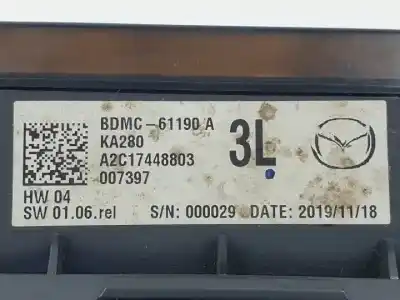 BDMC-61190 A
KA280
A2C17448803
007397
3L
HW 04
SW 01.06.rel S/N: 000029 DATE: 2019/11/18